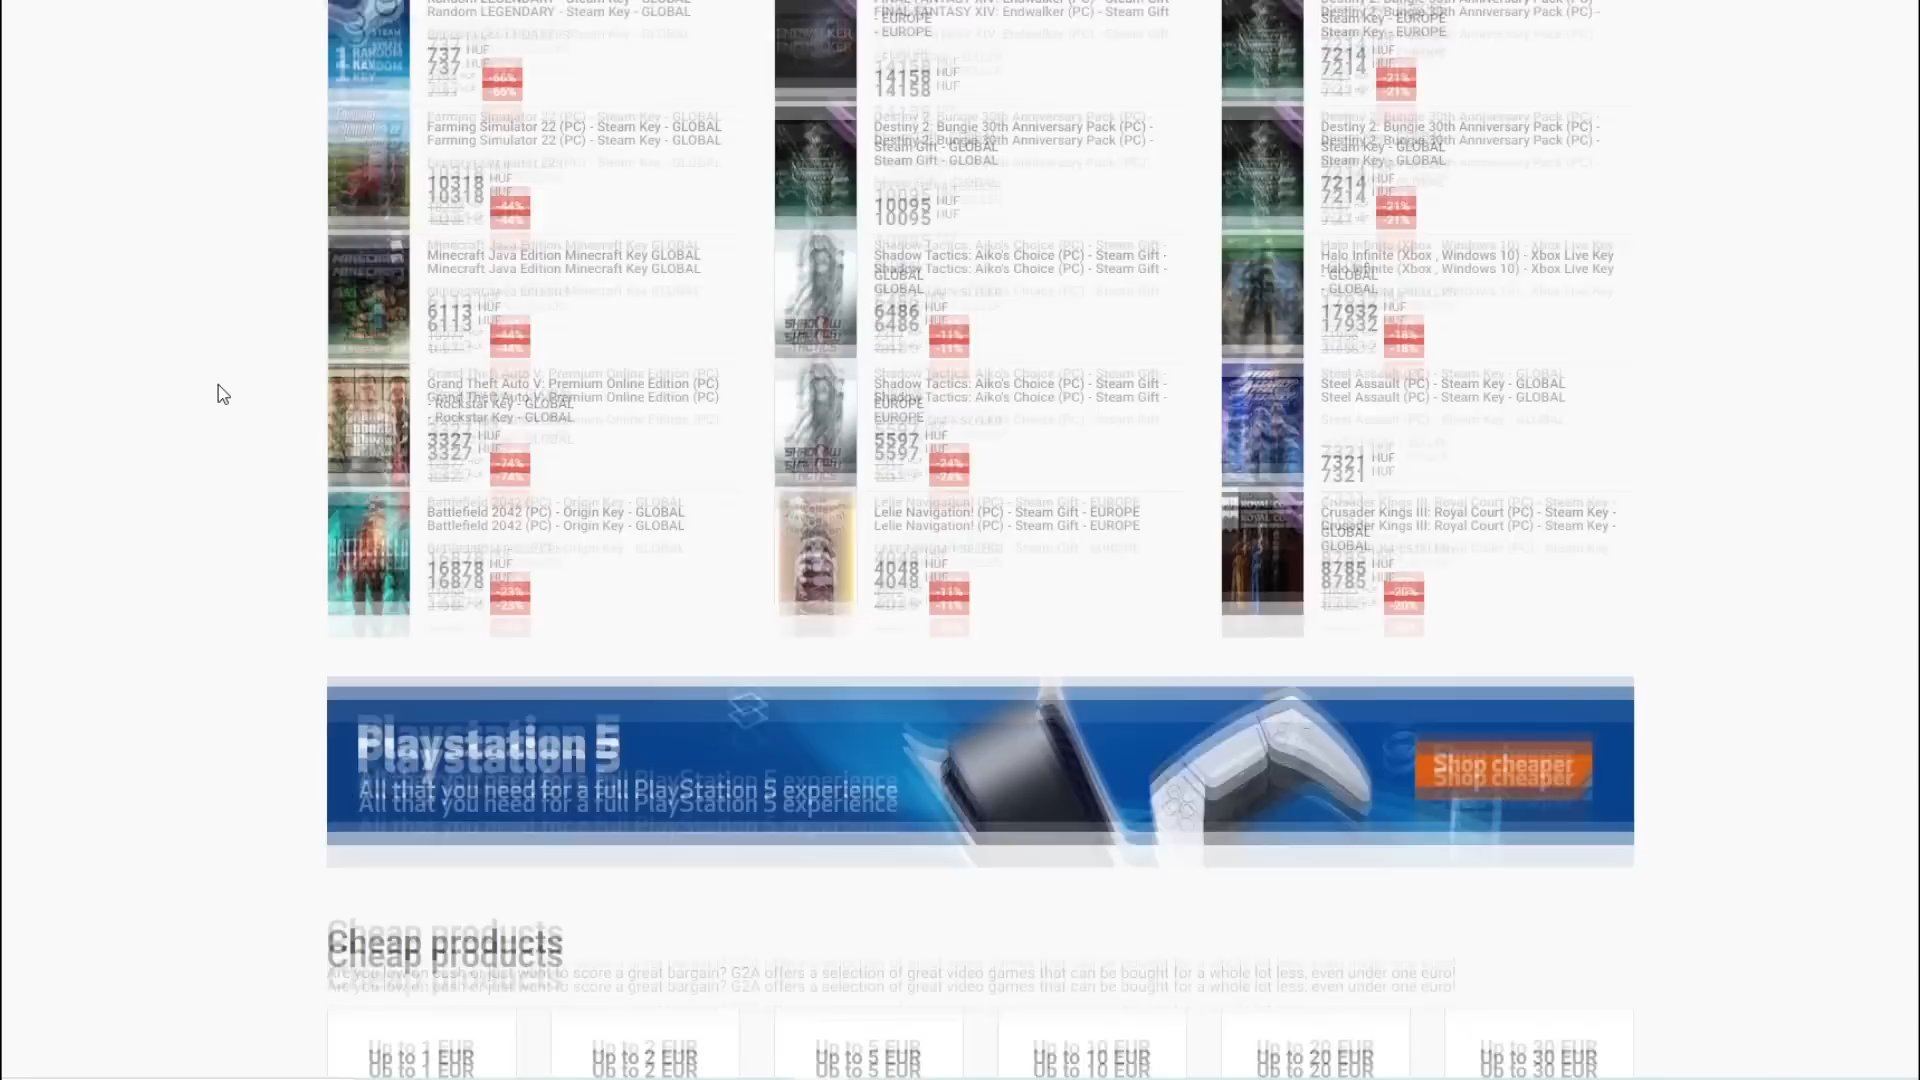 Random LEGENDARY - Steam Key - GLOBAL
737 HUF
-66%
Farming Simulator 22 (PC) - Steam Key - GLOBAL
10318 HUF
-44%
Minecraft Java Edition Minecraft Key GLOBAL
6113 HUF
-44%
Grand Theft Auto V: Premium Online Edition (PC)
- Rockstar Key - GLOBAL
3327 HUF
-74%
Battlefield 2042 (PC) - Origin Key - GLOBAL
16878 HUF
-23%
FINAL FANTASY XIV: Endwalker (PC) - Steam Gift
- EUROPE
14158 HUF
Destiny 2: Bungie 30th Anniversary Pack (PC) -
Steam Gift - GLOBAL
10095 HUF
Shadow Tactics: Aiko's Choice (PC) - Steam Gift -
GLOBAL
6486 HUF
-11%
Shadow Tactics: Aiko's Choice (PC) - Steam Gift -
EUROPE
5597 HUF
-24%
Lelie Navigation! (PC) - Steam Gift - EUROPE
4048 HUF
-11%
Destiny 2: Bungie 30th Anniversary Pack (PC) -
Steam Key - EUROPE
7214 HUF
-21%
Destiny 2: Bungie 30th Anniversary Pack (PC) -
Steam Key - GLOBAL
7214 HUF
-21%
Halo Infinite (Xbox , Windows 10) - Xbox Live Key
- GLOBAL
17932 HUF
-18%
Steel Assault (PC) - Steam Key - GLOBAL
7321 HUF
Crusader Kings III: Royal Court (PC) - Steam Key -
GLOBAL
8785 HUF
-20%
Playstation 5
All that you need for a full PlayStation 5 experience
Shop cheaper
Cheap products
Are you low on cash or just want to score a great bargain? G2A offers a selection of great video games that can be bought for a whole lot less, even under one euro!
Up to 1 EUR
Up to 2 EUR
Up to 5 EUR
Up to 10 EUR
Up to 20 EUR
Up to 30 EUR